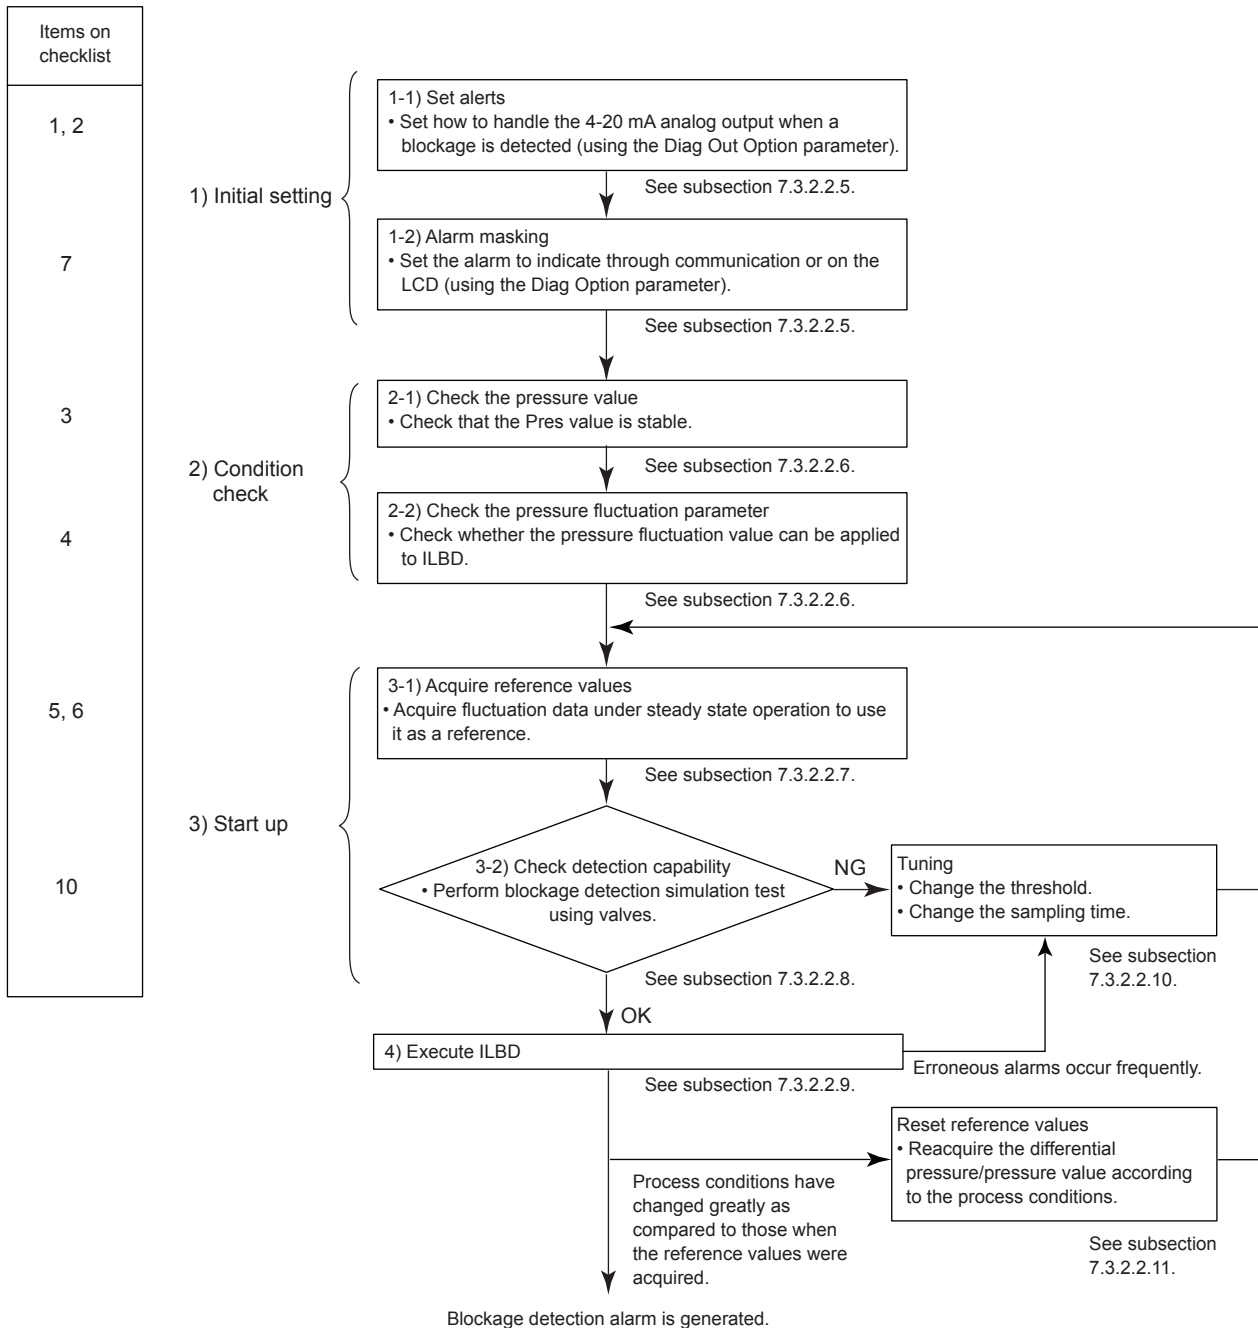 Items on
checklist
1, 2
7
3
4
5, 6
10
1) Initial setting
1-1) Set alerts
• Set how to handle the 4-20 mA analog output when a
blockage is detected (using the Diag Out Option parameter).
See subsection 7.3.2.2.5.
1-2) Alarm masking
• Set the alarm to indicate through communication or on the
LCD (using the Diag Option parameter).
See subsection 7.3.2.2.5.
2) Condition
check
2-1) Check the pressure value
• Check that the Pres value is stable.
See subsection 7.3.2.2.6.
2-2) Check the pressure fluctuation parameter
• Check whether the pressure fluctuation value can be applied
to ILBD.
See subsection 7.3.2.2.6.
3) Start up
3-1) Acquire reference values
• Acquire fluctuation data under steady state operation to use
it as a reference.
See subsection 7.3.2.2.7.
3-2) Check detection capability
• Perform blockage detection simulation test
using valves.
See subsection 7.3.2.2.8.
NG
Tuning
• Change the threshold.
• Change the sampling time.
See subsection
7.3.2.2.10.
OK
4) Execute ILBD
See subsection 7.3.2.2.9.
Erroneous alarms occur frequently.
Process conditions have
changed greatly as
compared to those when
the reference values were
acquired.
Reset reference values
• Reacquire the differential
pressure/pressure value according
to the process conditions.
See subsection
7.3.2.2.11.
Blockage detection alarm is generated.